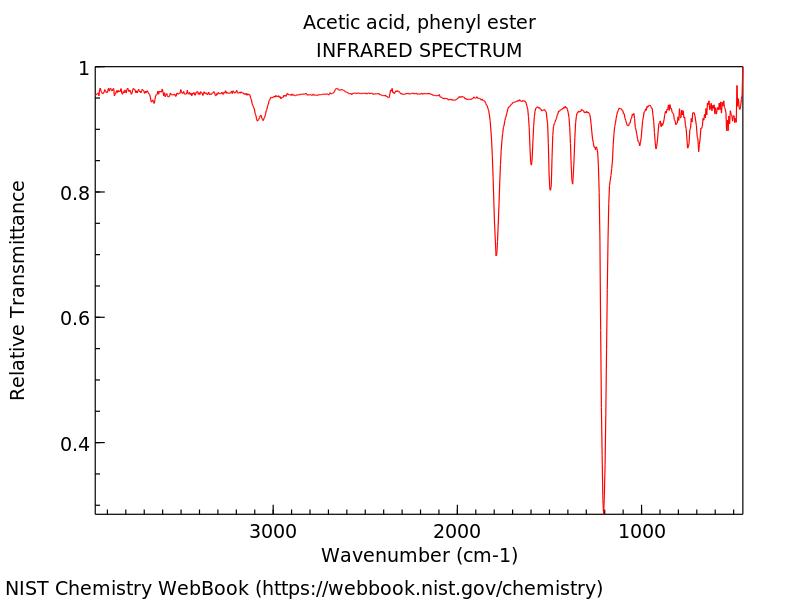 Acetic acid, phenyl ester
INFRARED SPECTRUM
1
0.8
0.6
0.4
Relative Transmittance
3000
2000
1000
Wavenumber (cm-1)
NIST Chemistry WebBook (https://webbook.nist.gov/chemistry)